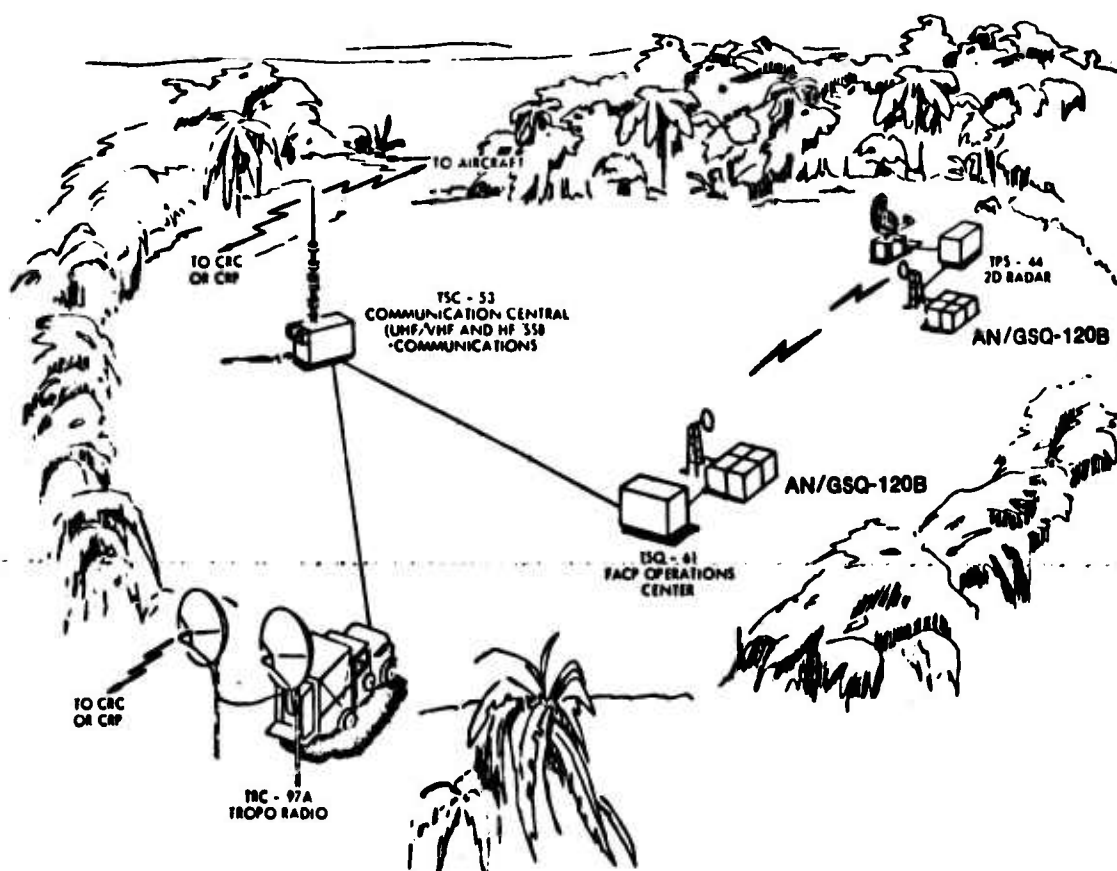 TO AIRCRAFT
TO CRC
OR CRP
TSC - 53
COMMUNICATION CENTRAL
(UHF/VHF AND HF SSB
COMMUNICATIONS
TPS - 44
2D RADAR
AN/GSQ-120B
AN/GSQ-120B
TSQ - 61
FACP OPERATIONS
CENTER
TO CRC
OR CRP
TRC - 97A
TROPO RADIO